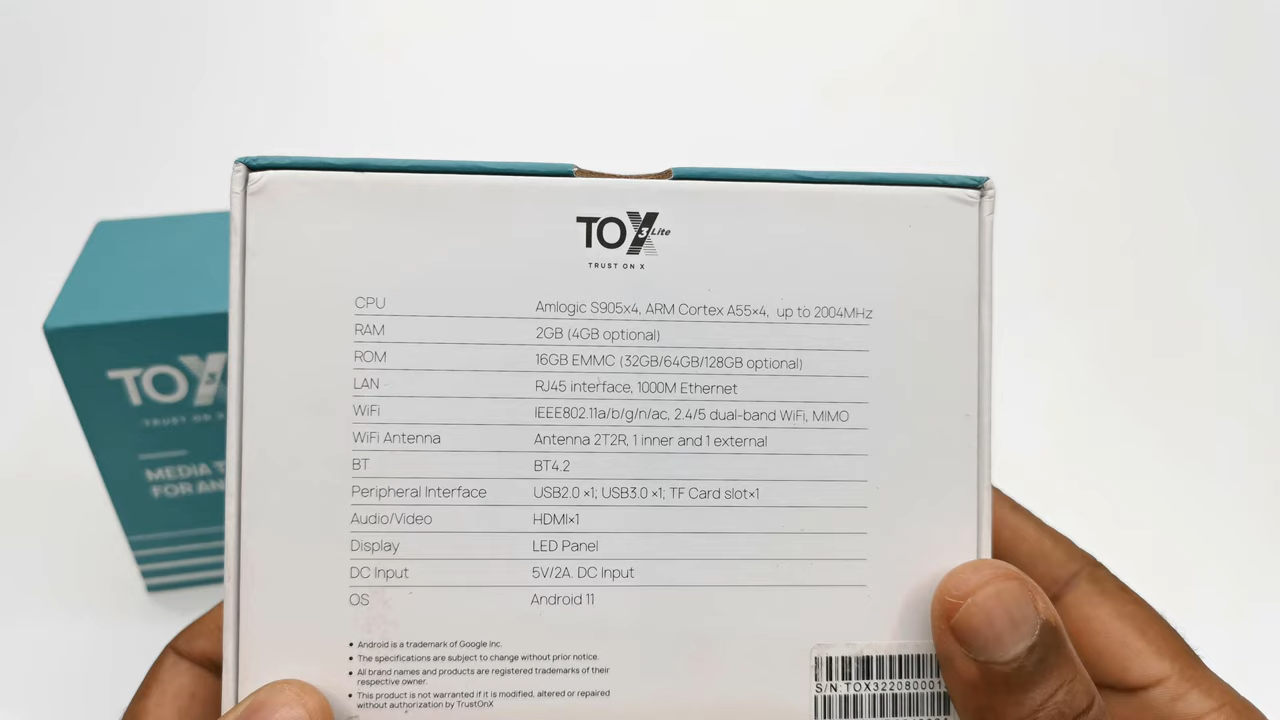 TOX3 Lite
TRUST ON X
CPU Amlogic S905x4, ARM Cortex A55×4, up to 2004MHz
RAM 2GB (4GB optional)
ROM 16GB EMMC (32GB/64GB/128GB optional)
LAN RJ45 interface, 1000M Ethernet
WiFi IEEE802.11a/b/g/n/ac, 2.4/5 dual-band WiFi, MIMO
WiFi Antenna Antenna 2T2R, 1 inner and 1 external
BT BT4.2
Peripheral Interface USB2.0 ×1; USB3.0 ×1; TF Card slot×1
Audio/Video HDMI×1
Display LED Panel
DC Input 5V/2A. DC Input
OS Android 11
• Android is a trademark of Google Inc.
• The specifications are subject to change without prior notice.
• All brand names and products are registered trademarks of their
respective owner.
• This product is not warranted if it is modified, altered or repaired
without authorization by TrustOnX
S/N:TOX322080001
TOX3
TRUST ON X
MEDIA
FOR